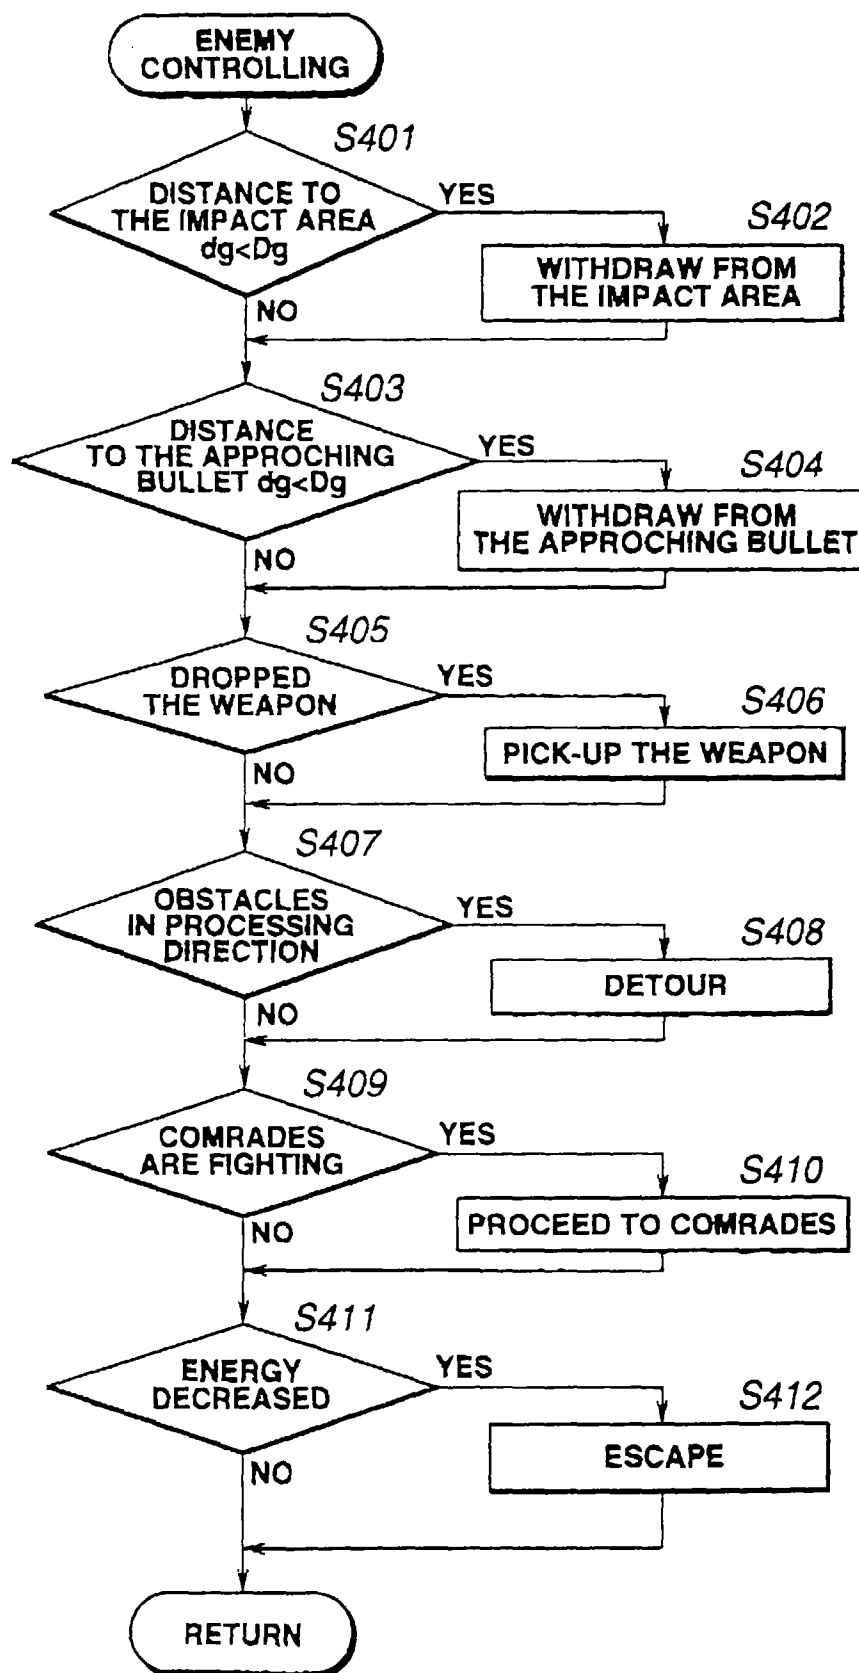 ENEMY
CONTROLLING
S401
DISTANCE TO
THE IMPACT AREA
dg<Dg
YES
S402
WITHDRAW FROM
THE IMPACT AREA
NO
S403
DISTANCE
TO THE APPROCHING
BULLET dg<Dg
YES
S404
WITHDRAW FROM
THE APPROCHING BULLET
NO
S405
DROPPED
THE WEAPON
YES
S406
PICK-UP THE WEAPON
NO
S407
OBSTACLES
IN PROCESSING
DIRECTION
YES
S408
DETOUR
NO
S409
COMRADES
ARE FIGHTING
YES
S410
PROCEED TO COMRADES
NO
S411
ENERGY
DECREASED
YES
S412
ESCAPE
NO
RETURN